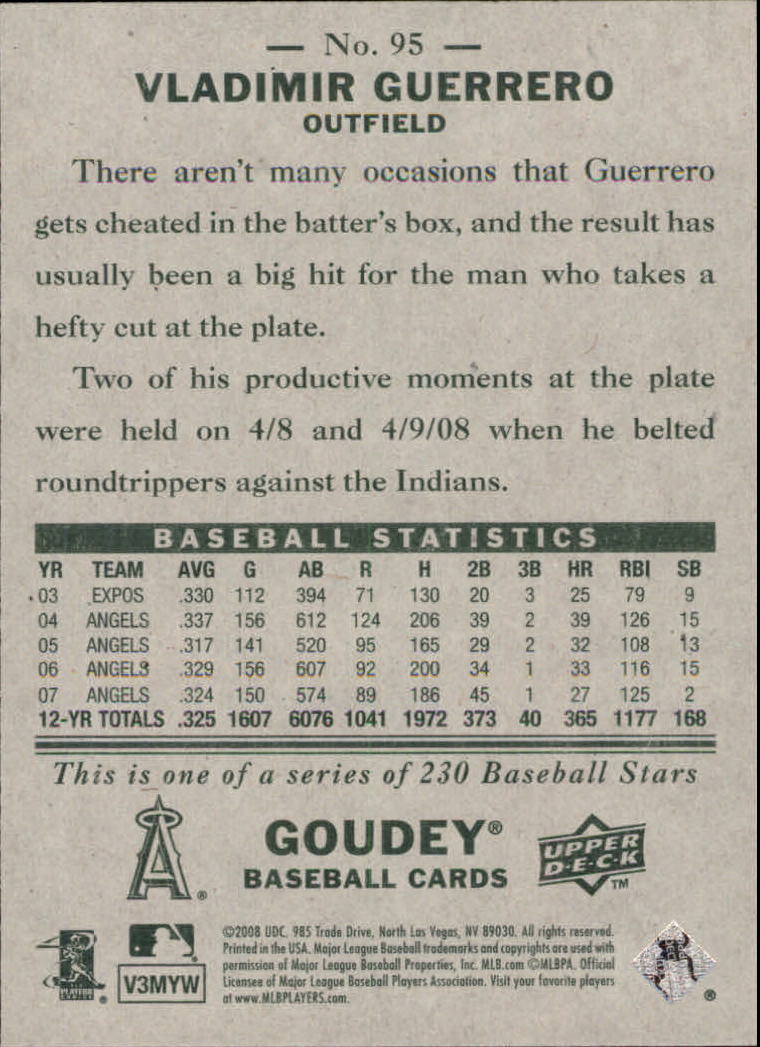 — No. 95 —
VLADIMIR GUERRERO
OUTFIELD
There aren't many occasions that Guerrero
gets cheated in the batter's box, and the result has
usually been a big hit for the man who takes a
hefty cut at the plate.
Two of his productive moments at the plate
were held on 4/8 and 4/9/08 when he belted
roundtrippers against the Indians.
BASEBALL STATISTICS
YR TEAM AVG G AB R H 2B 3B HR RBI SB
03 EXPOS .330 112 394 71 130 20 3 25 79 9
04 ANGELS .337 156 612 124 206 39 2 39 126 15
05 ANGELS .317 141 520 95 165 29 2 32 108 13
06 ANGELS .329 156 607 92 200 34 1 33 116 15
07 ANGELS .324 150 574 89 186 45 1 27 125 2
12-YR TOTALS .325 1607 6076 1041 1972 373 40 365 1177 168
This is one of a series of 230 Baseball Stars
A®
GOUDEY®
BASEBALL CARDS
UPPER
D·E·C·K
TM
V3MYW
©2008 UDC. 985 Trade Drive, North Las Vegas, NV 89030. All rights reserved.
Printed in the USA. Major League Baseball trademarks and copyrights are used with
permission of Major League Baseball Properties, Inc. MLB.com ©MLBPA. Official
Licensee of Major League Baseball Players Association. Visit your favorite players
at www.MLBPLAYERS.com.